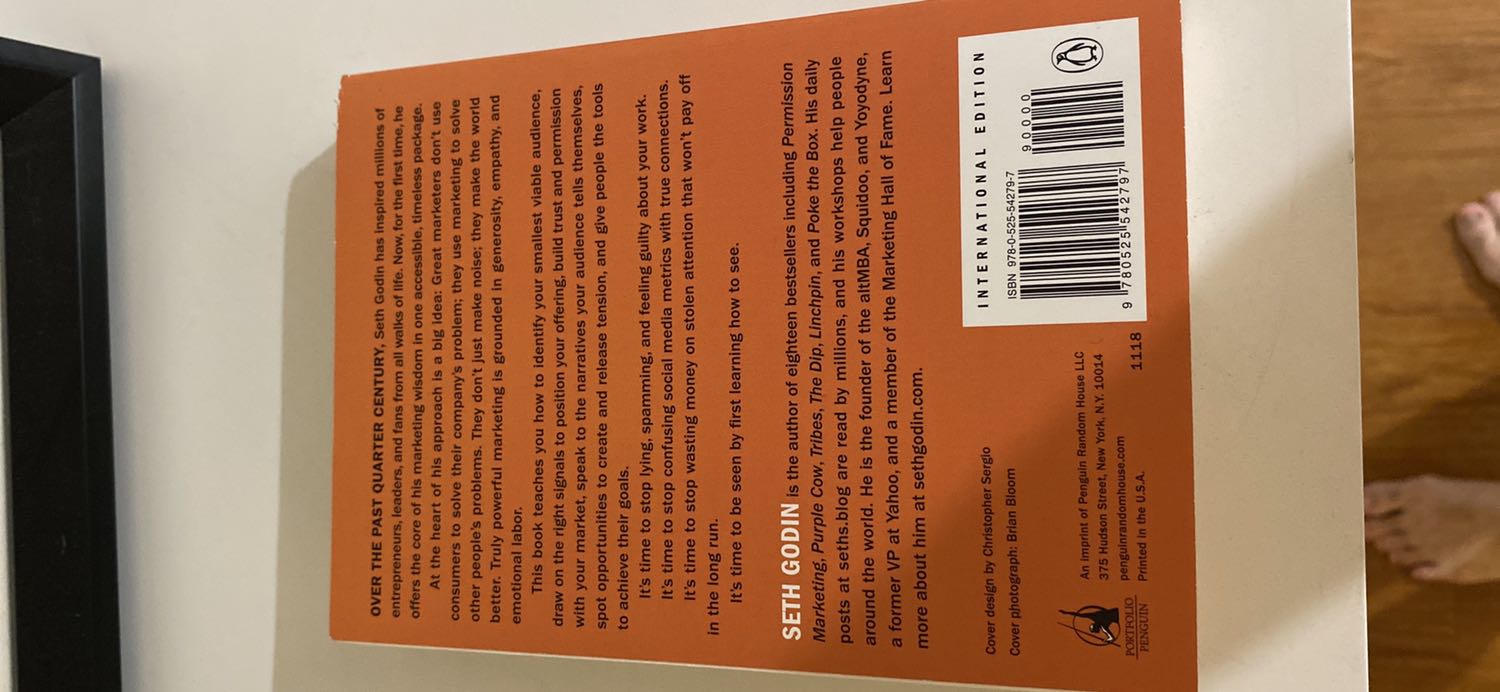 OVER THE PAST QUARTER CENTURY, Seth Godin has inspired millions of
entrepreneurs, leaders, and fans from all walks of life. Now, for the first time, he
offers the core of his marketing wisdom in one accessible, timeless package.
At the heart of his approach is a big idea: Great marketers don't use
consumers to solve their company's problem; they use marketing to solve
other people's problems. They don't just make noise; they make the world
better. Truly powerful marketing is grounded in generosity, empathy, and
emotional labor.
This book teaches you how to identify your smallest viable audience,
draw on the right signals to position your offering, build trust and permission
with your market, speak to the narratives your audience tells themselves,
spot opportunities to create and release tension, and give people the tools
to achieve their goals.
It's time to stop lying, spamming, and feeling guilty about your work.
It's time to stop confusing social media metrics with true connections.
It's time to stop wasting money on stolen attention that won't pay off
in the long run.
It's time to be seen by first learning how to see.
SETH GODIN is the author of eighteen bestsellers including Permission
Marketing, Purple Cow, Tribes, The Dip, Linchpin, and Poke the Box. His daily
posts at seths.blog are read by millions, and his workshops help people
around the world. He is the founder of the altMBA, Squidoo, and Yoyodyne,
a former VP at Yahoo, and a member of the Marketing Hall of Fame. Learn
more about him at sethgodin.com.
Cover design by Christopher Sergio
Cover photograph: Brian Bloom
PORTFOLIO
PENGUIN
An Imprint of Penguin Random House LLC
375 Hudson Street, New York, N.Y. 10014
penguinrandomhouse.com
Printed in the U.S.A.
1118
INTERNATIONAL EDITION
ISBN 978-0-525-54279-7
90000
9 780525 542797